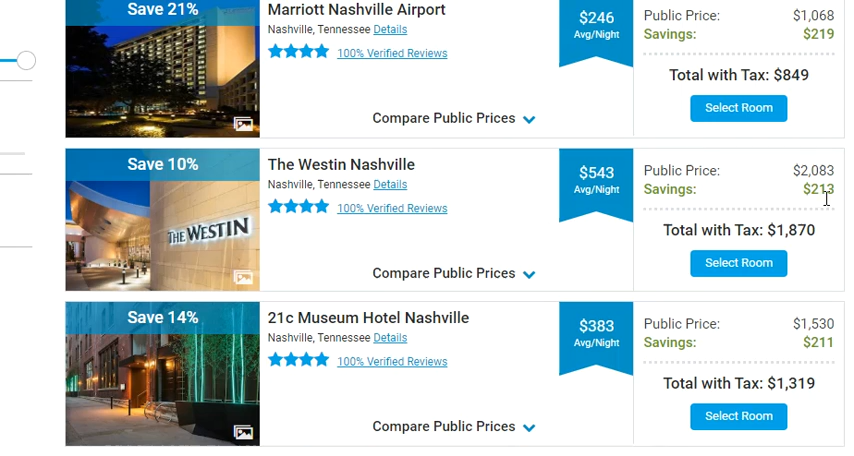 Save 21%
Marriott Nashville Airport
Nashville, Tennessee Details
100% Verified Reviews
Compare Public Prices
$246
Avg/Night
Public Price: $1,068
Savings: $219
Total with Tax: $849
Select Room
Save 10%
THE WESTIN
The Westin Nashville
Nashville, Tennessee Details
100% Verified Reviews
Compare Public Prices
$543
Avg/Night
Public Price: $2,083
Savings: $213
Total with Tax: $1,870
Select Room
Save 14%
21c Museum Hotel Nashville
Nashville, Tennessee Details
100% Verified Reviews
Compare Public Prices
$383
Avg/Night
Public Price: $1,530
Savings: $211
Total with Tax: $1,319
Select Room